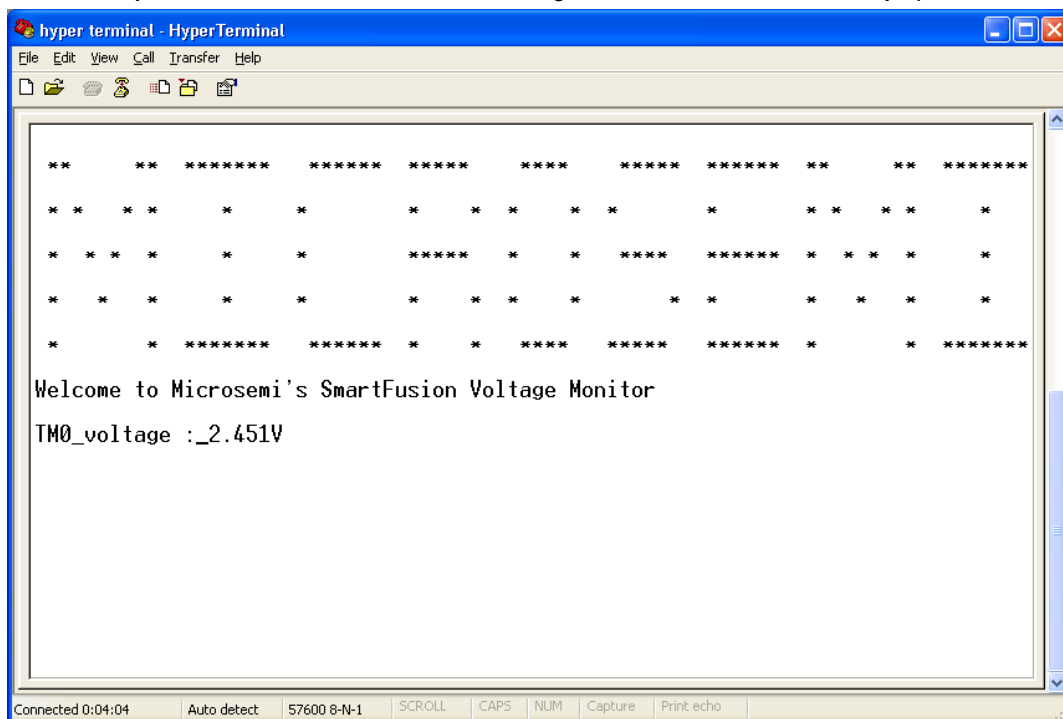 hyper terminal - HyperTerminal
File Edit View Call Transfer Help
**      **  *******   ******  *****     ****     *****  ******  **      **  *******
* *    * *     *     *        *     *  *      *  *       *       * *    * *     *
*  * *  *      *     *        *****   *      *   ****   ******  *  * *  *      *
*   *   *      *     *        *     *  *      *       *  *       *   *   *      *
*       *  *******   ******  *     *   ****    *****   ******  *       *  *******
Welcome to Microsemi's SmartFusion Voltage Monitor
TM0_voltage :_2.451V
Connected 0:04:04 Auto detect 57600 8-N-1 SCROLL CAPS NUM Capture Print echo